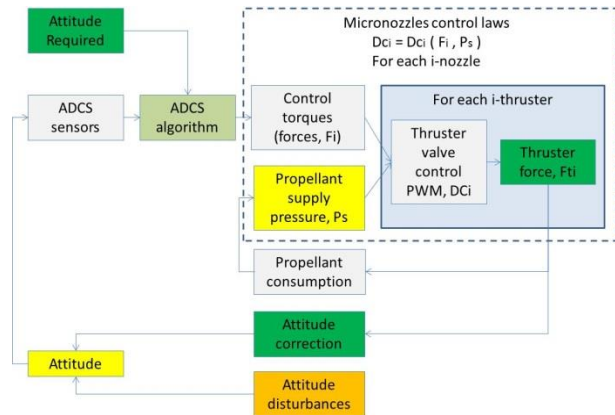 Attitude
Required
Micronozzles control laws
Dci = Dci ( Fi , Ps )
For each i-nozzle
ADCS
sensors
ADCS
algorithm
Control
torques
(forces, Fi)
For each i-thruster
Thruster
valve
control
PWM, DCi
Thruster
force, Fti
Propellant
supply
pressure, Ps
Propellant
consumption
Attitude
correction
Attitude
Attitude
disturbances